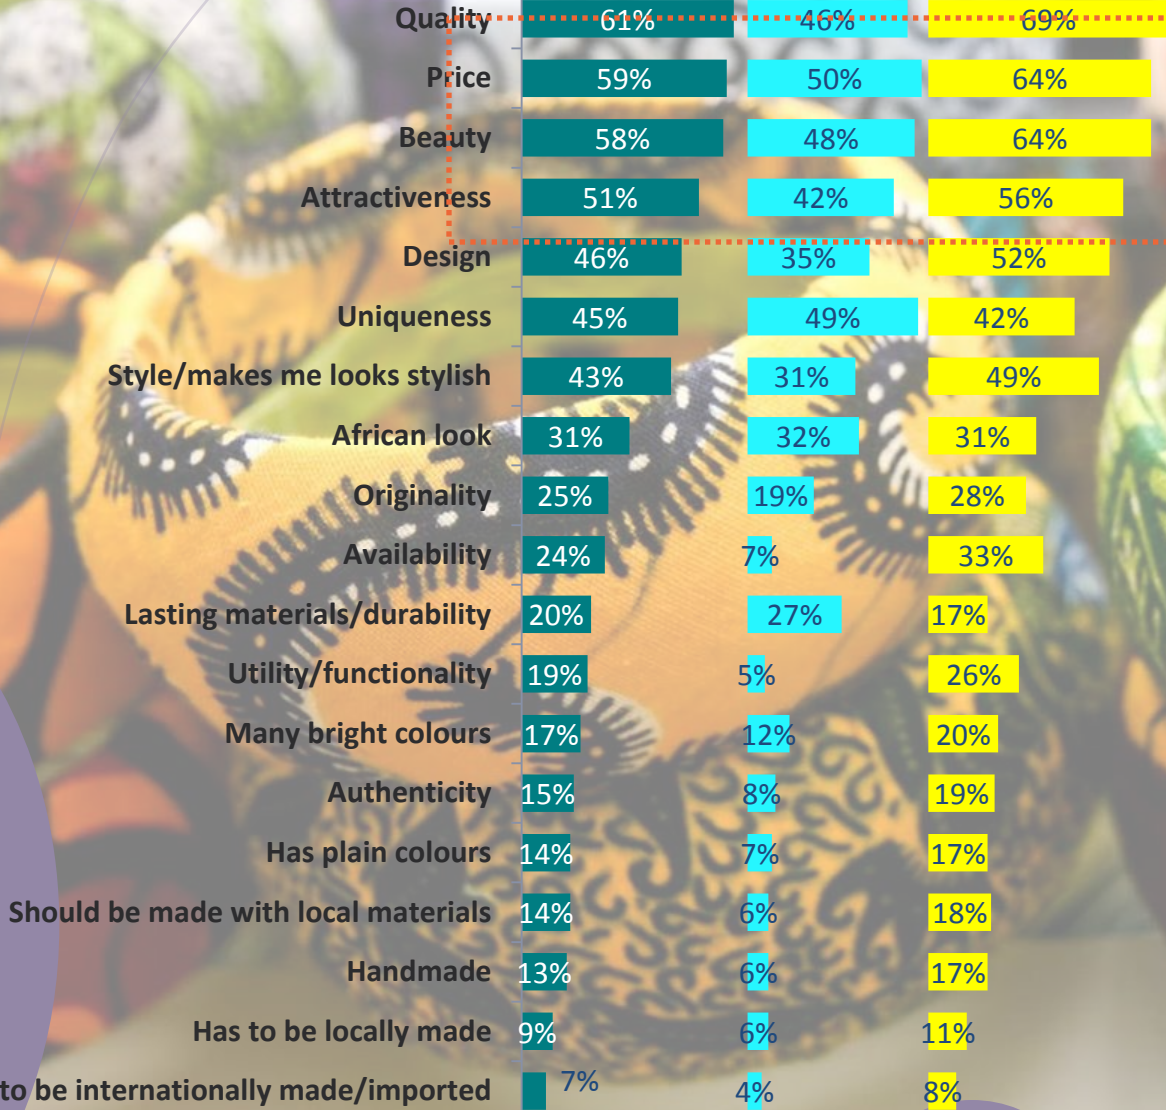 Quality 61% 46% 69%
Price 59% 50% 64%
Beauty 58% 48% 64%
Attractiveness 51% 42% 56%
Design 46% 35% 52%
Uniqueness 45% 49% 42%
Style/makes me looks stylish 43% 31% 49%
African look 31% 32% 31%
Originality 25% 19% 28%
Availability 24% 7% 33%
Lasting materials/durability 20% 27% 17%
Utility/functionality 19% 5% 26%
Many bright colours 17% 12% 20%
Authenticity 15% 8% 19%
Has plain colours 14% 7% 17%
Should be made with local materials 14% 6% 18%
Handmade 13% 6% 17%
Has to be locally made 9% 6% 11%
to be internationally made/imported 7% 4% 8%